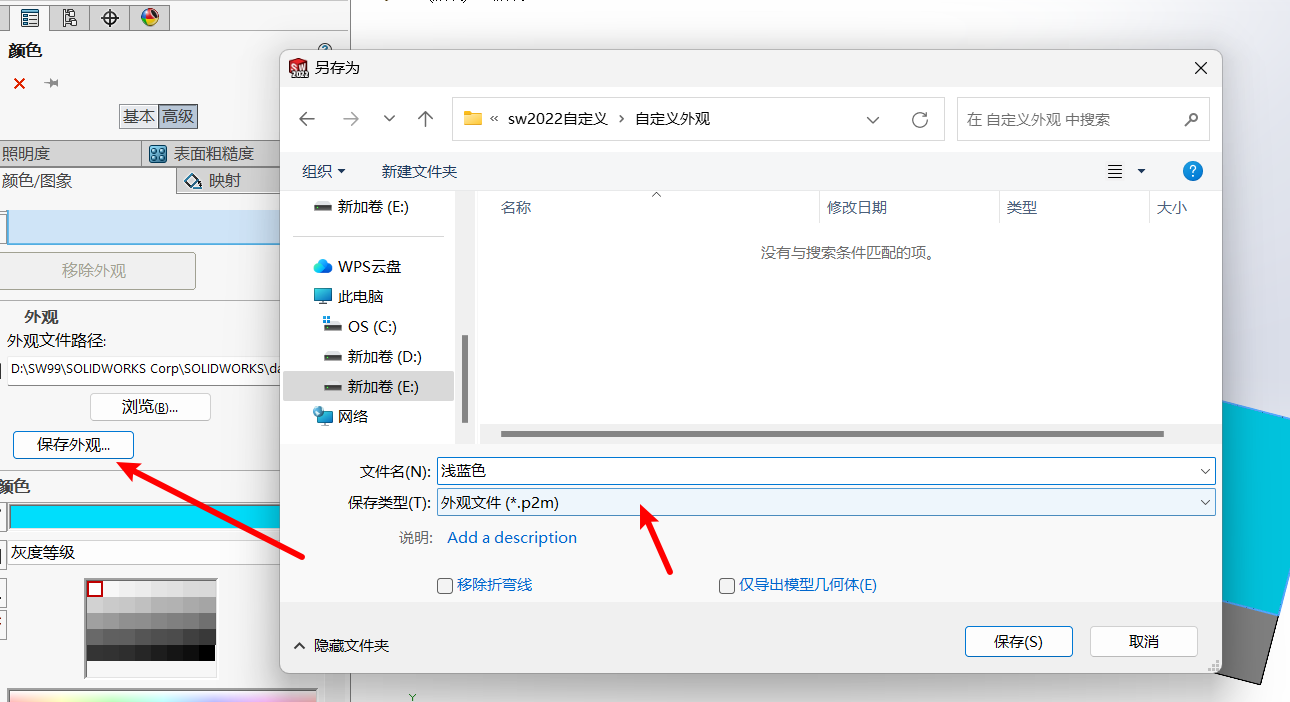 颜色
基本 高级
照明度 表面粗糙度
颜色/图象 映射
移除外观
外观
外观文件路径:
D:\SW99\SOLIDWORKS Corp\SOLIDWORKS\da
浏览(B)...
保存外观...
颜色
灰度等级
另存为
« sw2022自定义 › 自定义外观
在 自定义外观 中搜索
组织 新建文件夹
名称 修改日期 类型 大小
没有与搜索条件匹配的项。
新加卷 (E:)
WPS云盘
此电脑
OS (C:)
新加卷 (D:)
新加卷 (E:)
网络
文件名(N): 浅蓝色
保存类型(T): 外观文件 (*.p2m)
说明: Add a description
移除折弯线 仅导出模型几何体(E)
隐藏文件夹 保存(S) 取消
Y